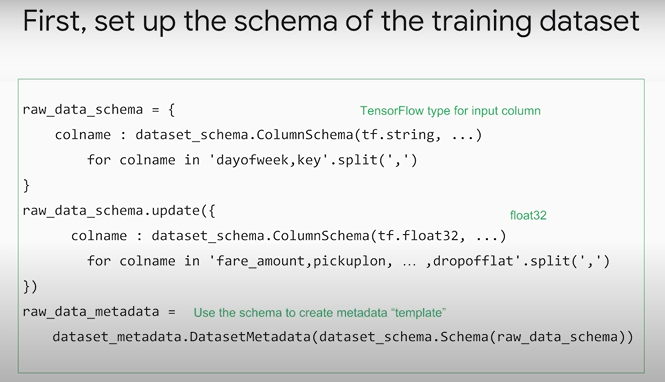 First, set up the schema of the training dataset
raw_data_schema = {
TensorFlow type for input column
colname : dataset_schema.ColumnSchema(tf.string, ...)
for colname in 'dayofweek,key'.split(',')
}
raw_data_schema.update({
float32
colname : dataset_schema.ColumnSchema(tf.float32, ...)
for colname in 'fare_amount,pickuplon, ... ,dropofflat'.split(',')
})
raw_data_metadata =
Use the schema to create metadata “template”
dataset_metadata.DatasetMetadata(dataset_schema.Schema(raw_data_schema))